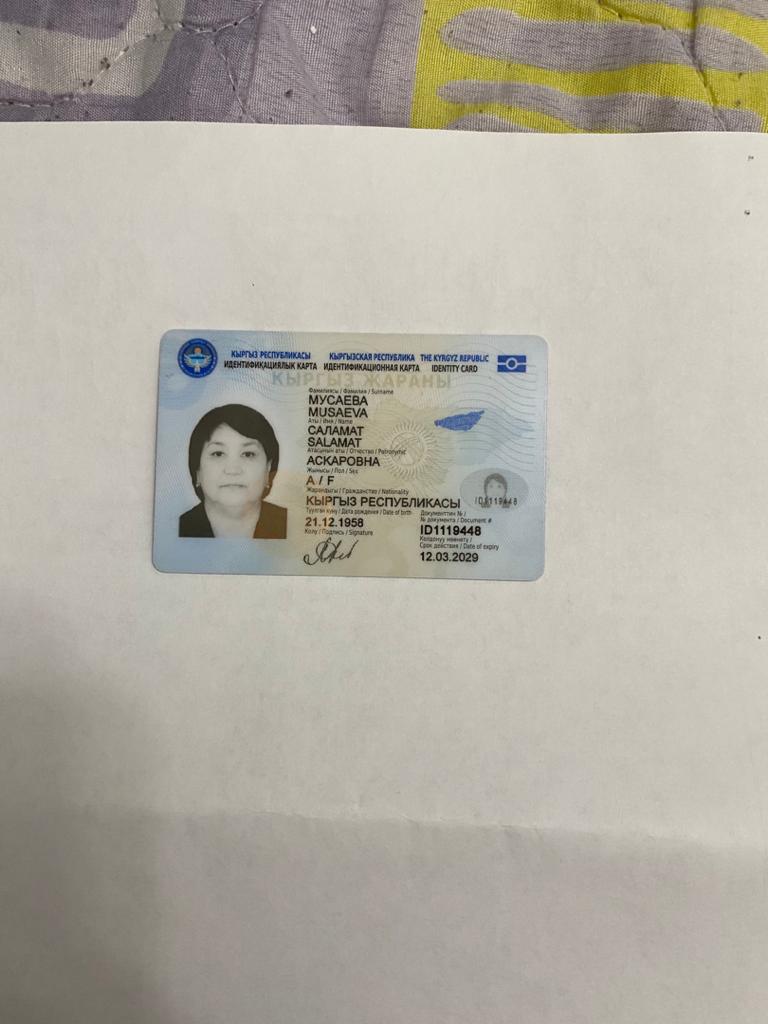 КЫРГЫЗ РЕСПУБЛИКАСЫ КЫРГЫЗСКАЯ РЕСПУБЛИКА THE KYRGYZ REPUBLIC
ИДЕНТИФИКАЦИЯЛЫК КАРТА ИДЕНТИФИКАЦИОННАЯ КАРТА IDENTITY CARD
КЫРГЫЗ ЖАРАНЫ
Фамилиясы / Фамилия / Surname
МУСАЕВА
MUSAEVA
Аты / Имя / Name
САЛАМАТ
SALAMAT
Атасынын аты / Отчество / Patronymic
АСКАРОВНА
Жынысы / Пол / Sex
А / F
Жарандыгы / Гражданство / Nationality
КЫРГЫЗ РЕСПУБЛИКАСЫ
ID1119448
Туулган күнү / Дата рождения / Date of birth
21.12.1958
Документтин № /
№ документа / Document #
ID1119448
Колу / Подпись / Signature
Колдонуу мөөнөтү /
Срок действия / Date of expiry
12.03.2029